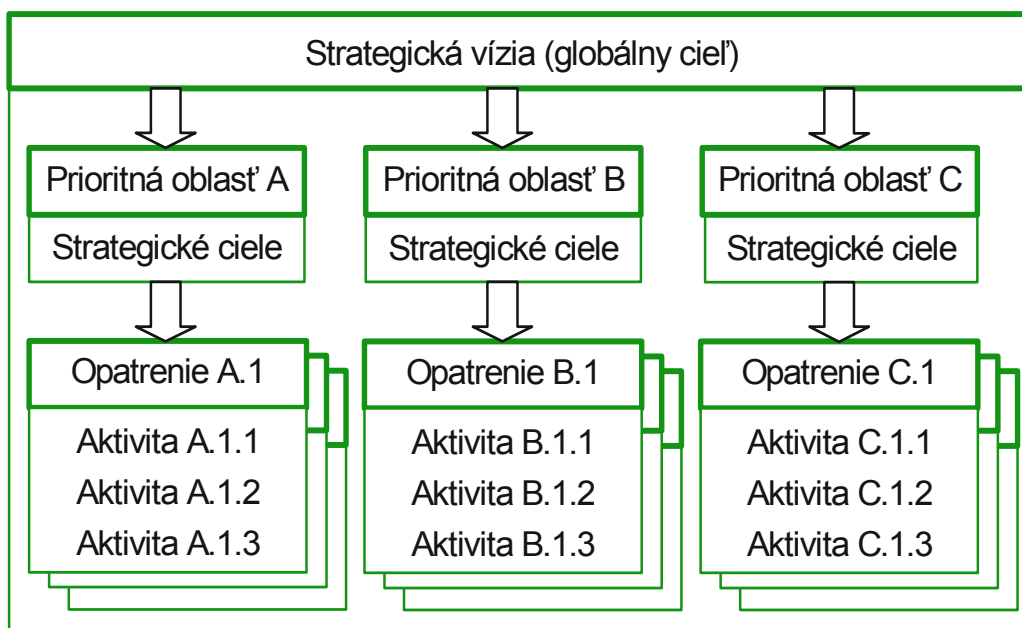 Strategická vízia (globálny cieľ)
Prioritná oblasť A
Prioritná oblasť B
Prioritná oblasť C
Strategické ciele
Strategické ciele
Strategické ciele
Opatrenie A.1
Opatrenie B.1
Opatrenie C.1
Aktivita A.1.1
Aktivita B.1.1
Aktivita C.1.1
Aktivita A.1.2
Aktivita B.1.2
Aktivita C.1.2
Aktivita A.1.3
Aktivita B.1.3
Aktivita C.1.3